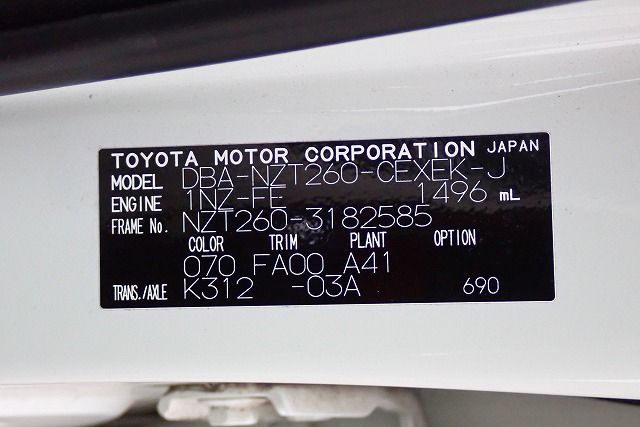 TOYOTA MOTOR CORPORATION JAPAN
MODEL DBA-NZT260-CEXEK-J
ENGINE 1NZ-FE 1496 mL
FRAME No. NZT260-3182585
COLOR TRIM PLANT OPTION
070 FA00 A41
TRANS./AXLE K312 -03A 690